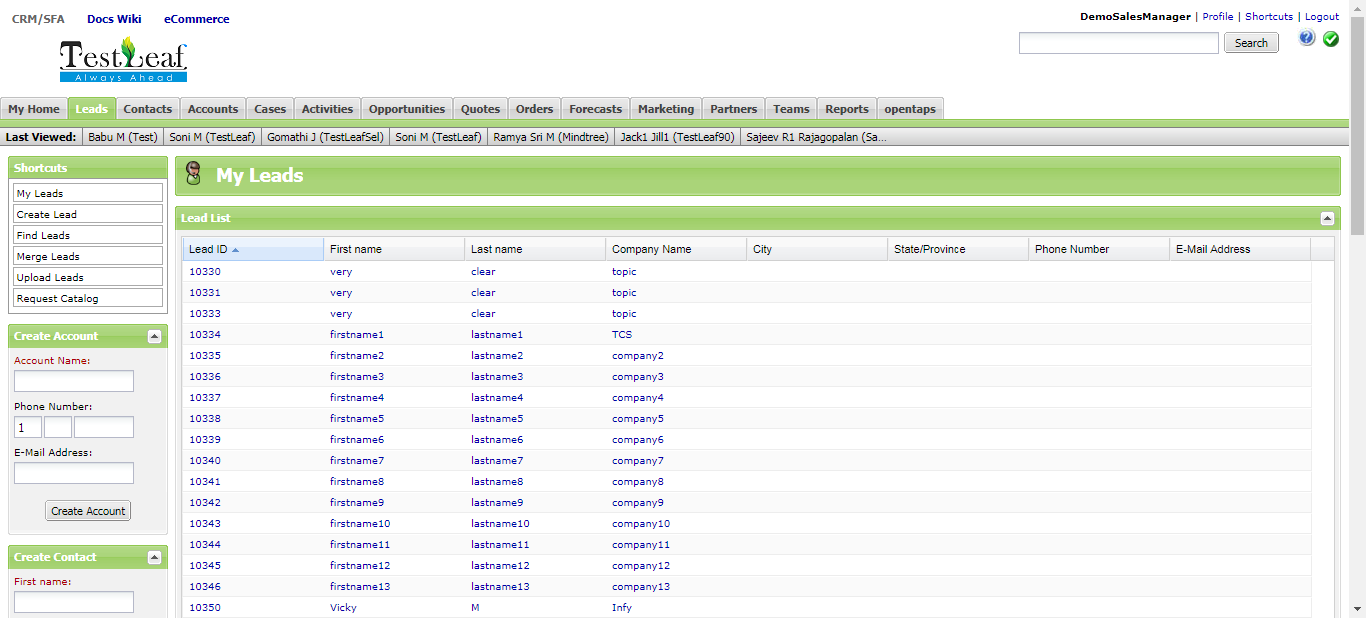 CRM/SFA Docs Wiki eCommerce
DemoSalesManager | Profile | Shortcuts | Logout
TestLeaf
Always Ahead
Search
My Home Leads Contacts Accounts Cases Activities Opportunities Quotes Orders Forecasts Marketing Partners Teams Reports opentaps
Last Viewed: Babu M (Test) Soni M (TestLeaf) Gomathi J (TestLeafSel) Soni M (TestLeaf) Ramya Sri M (Mindtree) Jack1 Jill1 (TestLeaf90) Sajeev R1 Rajagopalan (Sa...
Shortcuts
My Leads
Create Lead
Find Leads
Merge Leads
Upload Leads
Request Catalog
Create Account
Account Name:
Phone Number:
1
E-Mail Address:
Create Account
Create Contact
First name:
My Leads
Lead List
Lead ID First name Last name Company Name City State/Province Phone Number E-Mail Address
10330 very clear topic
10331 very clear topic
10333 very clear topic
10334 firstname1 lastname1 TCS
10335 firstname2 lastname2 company2
10336 firstname3 lastname3 company3
10337 firstname4 lastname4 company4
10338 firstname5 lastname5 company5
10339 firstname6 lastname6 company6
10340 firstname7 lastname7 company7
10341 firstname8 lastname8 company8
10342 firstname9 lastname9 company9
10343 firstname10 lastname10 company10
10344 firstname11 lastname11 company11
10345 firstname12 lastname12 company12
10346 firstname13 lastname13 company13
10350 Vicky M Infy